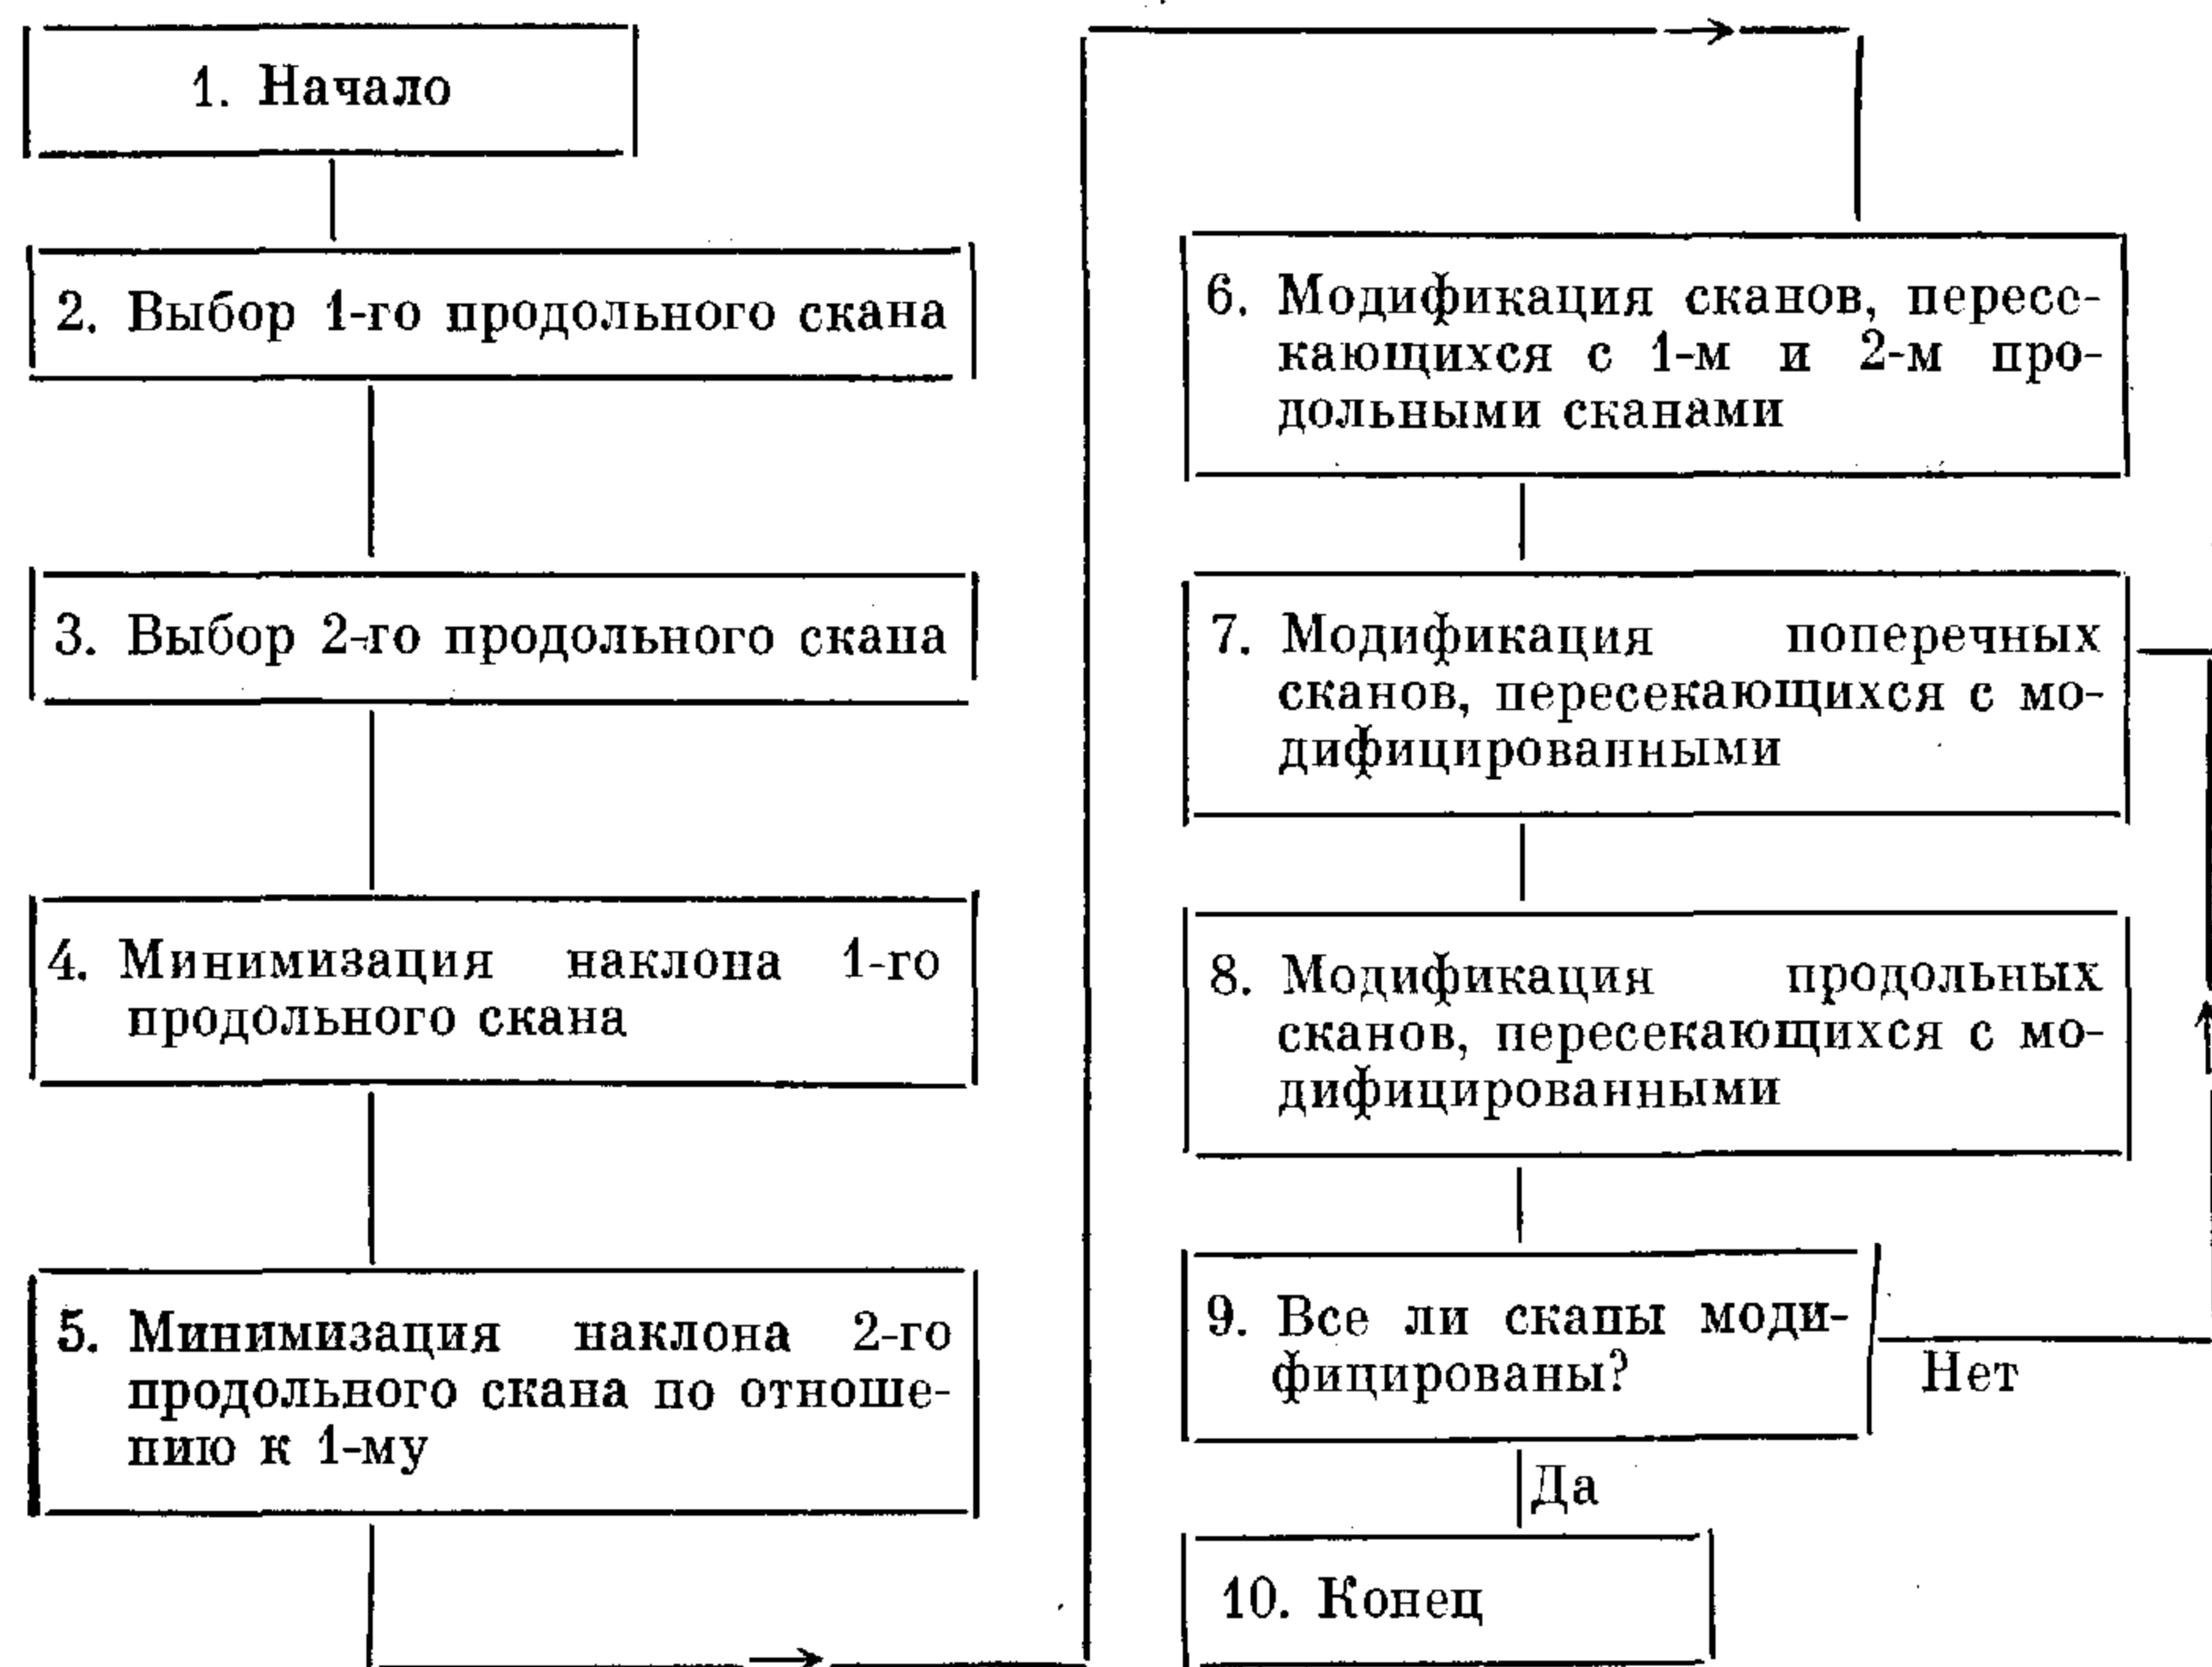 1. Начало
2. Выбор 1-го продольного скана
3. Выбор 2-го продольного скана
4. Минимизация наклона 1-го
продольного скана
5. Минимизация наклона 2-го
продольного скана по отноше-
нию к 1-му
6. Модификация сканов, пересе-
кающихся с 1-м и 2-м про-
дольными сканами
7. Модификация поперечных
сканов, пересекающихся с мо-
дифицированными
8. Модификация продольных
сканов, пересекающихся с мо-
дифицированными
9. Все ли сканы моди-
фицированы?
Нет
Да
10. Конец